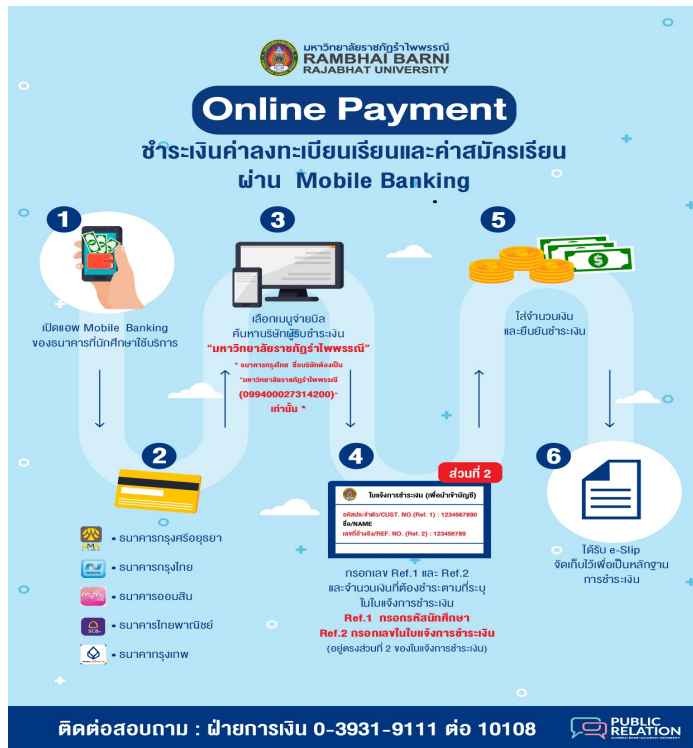 มหาวิทยาลัยราชภัฏรำไพพรรณี
RAMBHAI BARNI
RAJABHAT UNIVERSITY
Online Payment
ชำระเงินค่าลงทะเบียนเรียนและค่าสมัครเรียน
ผ่าน Mobile Banking
1
เปิดแอพ Mobile Banking
ของธนาคารที่นักศึกษาใช้บริการ
2
• ธนาคารกรุงศรีอยุธยา
• ธนาคารกรุงไทย
• ธนาคารออมสิน
SCB
• ธนาคารไทยพาณิชย์
• ธนาคากรุงเทพ
3
เลือกเมนูจ่ายบิล
ค้นหาบริษัทผู้รับชำระเงิน
"มหาวิทยาลัยราชภัฏรำไพพรรณี"
* ธนาคารกรุงไทย ชื่อบริษัทต้องเป็น
"มหาวิทยาลัยราชภัฏรำไพพรรณี
(099400027314200)"
เท่านั้น *
4
ส่วนที่ 2
ใบแจ้งการชำระเงิน (เพื่อนำเข้าบัญชี)
รหัสประจำตัว/CUST. NO.(Ref. 1) : 1234567890
ชื่อ/NAME
เลขที่อ้างอิง/REF. NO. (Ref. 2) : 123456789
กรอกเลข Ref.1 และ Ref.2
และจำนวนเงินที่ต้องชำระตามที่ระบุ
ในใบแจ้งการชำระเงิน
Ref.1 กรอกรหัสนักศึกษา
Ref.2 กรอกเลขในใบแจ้งการชำระเงิน
(อยู่ตรงส่วนที่ 2 ของใบแจ้งการชำระเงิน)
5
ใส่จำนวนเงิน
และยืนยันชำระเงิน
6
ได้รับ e-Slip
จัดเก็บไว้เพื่อเป็นหลักฐาน
การชำระเงิน
ติดต่อสอบถาม : ฝ่ายการเงิน 0-3931-9111 ต่อ 10108
PUBLIC
RELATION